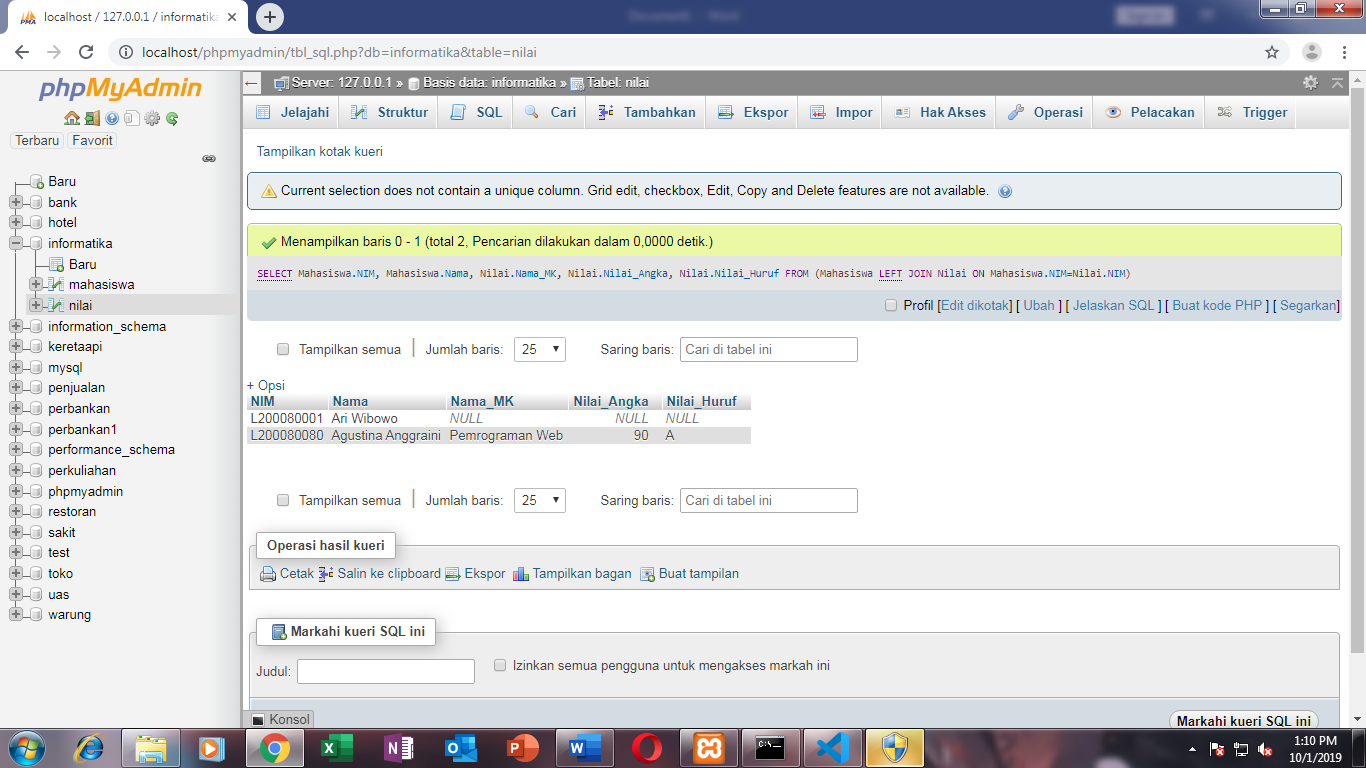 localhost / 127.0.0.1 / informatika
localhost/phpmyadmin/tbl_sql.php?db=informatika&table=nilai
phpMyAdmin
Terbaru Favorit
Baru
bank
hotel
informatika
Baru
mahasiswa
nilai
information_schema
keretaapi
mysql
penjualan
perbankan
perbankan1
performance_schema
perkuliahan
phpmyadmin
restoran
sakit
test
toko
uas
warung
Server: 127.0.0.1 » Basis data: informatika » Tabel: nilai
Jelajahi Struktur SQL Cari Tambahkan Ekspor Impor Hak Akses Operasi Pelacakan Trigger
Tampilkan kotak kueri
Current selection does not contain a unique column. Grid edit, checkbox, Edit, Copy and Delete features are not available.
Menampilkan baris 0 - 1 (total 2, Pencarian dilakukan dalam 0,0000 detik.)
SELECT Mahasiswa.NIM, Mahasiswa.Nama, Nilai.Nama_MK, Nilai.Nilai_Angka, Nilai.Nilai_Huruf FROM (Mahasiswa LEFT JOIN Nilai ON Mahasiswa.NIM=Nilai.NIM)
Profil [Edit dikotak] [ Ubah ] [ Jelaskan SQL ] [ Buat kode PHP ] [ Segarkan]
Tampilkan semua | Jumlah baris: 25 Saring baris: Cari di tabel ini
+ Opsi
NIM Nama Nama_MK Nilai_Angka Nilai_Huruf
L200080001 Ari Wibowo NULL NULL NULL
L200080080 Agustina Anggraini Pemrograman Web 90 A
Tampilkan semua | Jumlah baris: 25 Saring baris: Cari di tabel ini
Operasi hasil kueri
Cetak Salin ke clipboard Ekspor Tampilkan bagan Buat tampilan
Markahi kueri SQL ini
Judul: Izinkan semua pengguna untuk mengakses markah ini
Konsol
Markahi kueri SQL ini
1:10 PM
10/1/2019